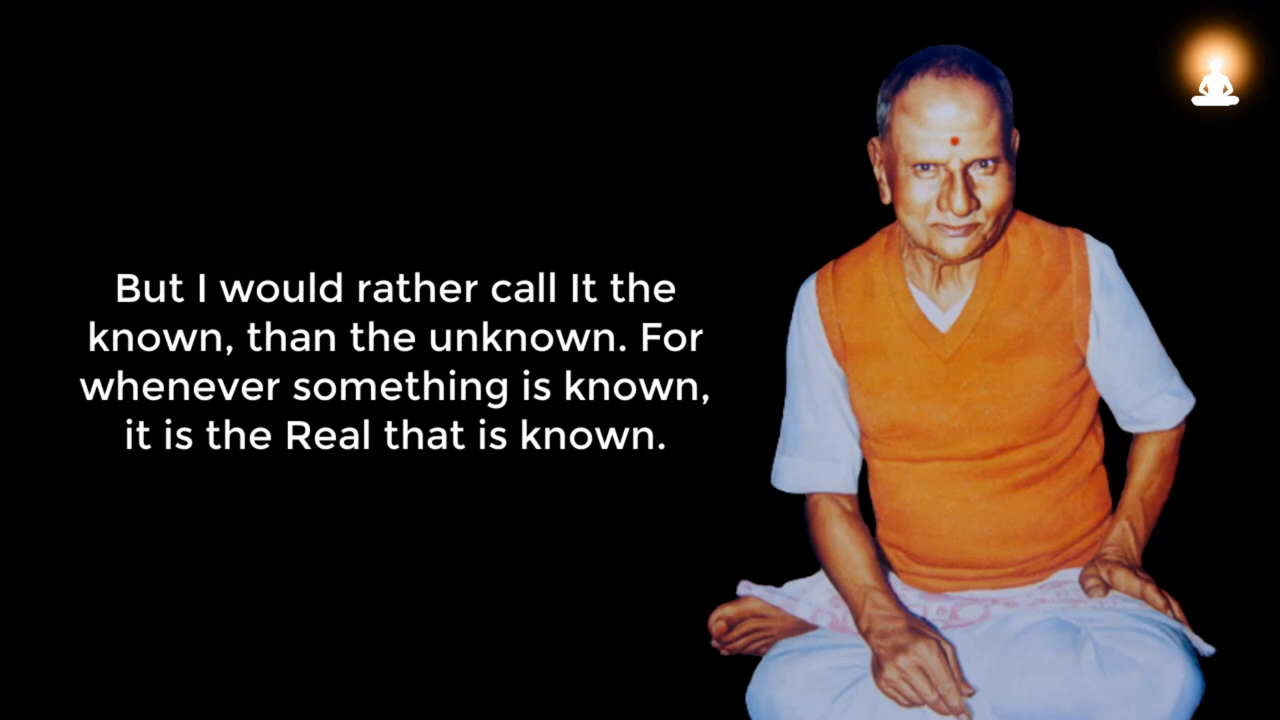 But I would rather call It the
known, than the unknown. For
whenever something is known,
it is the Real that is known.